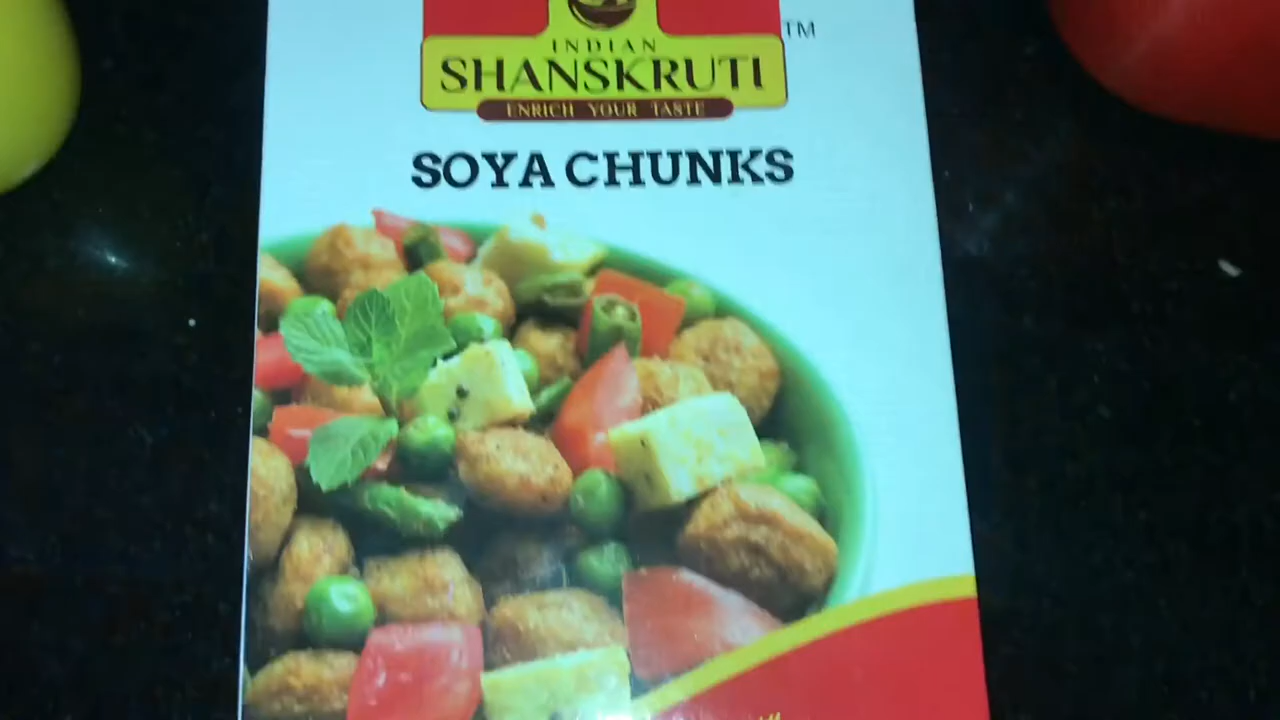 INDIAN
SHANSKRUTI
TM
ENRICH YOUR TASTE
SOYA CHUNKS